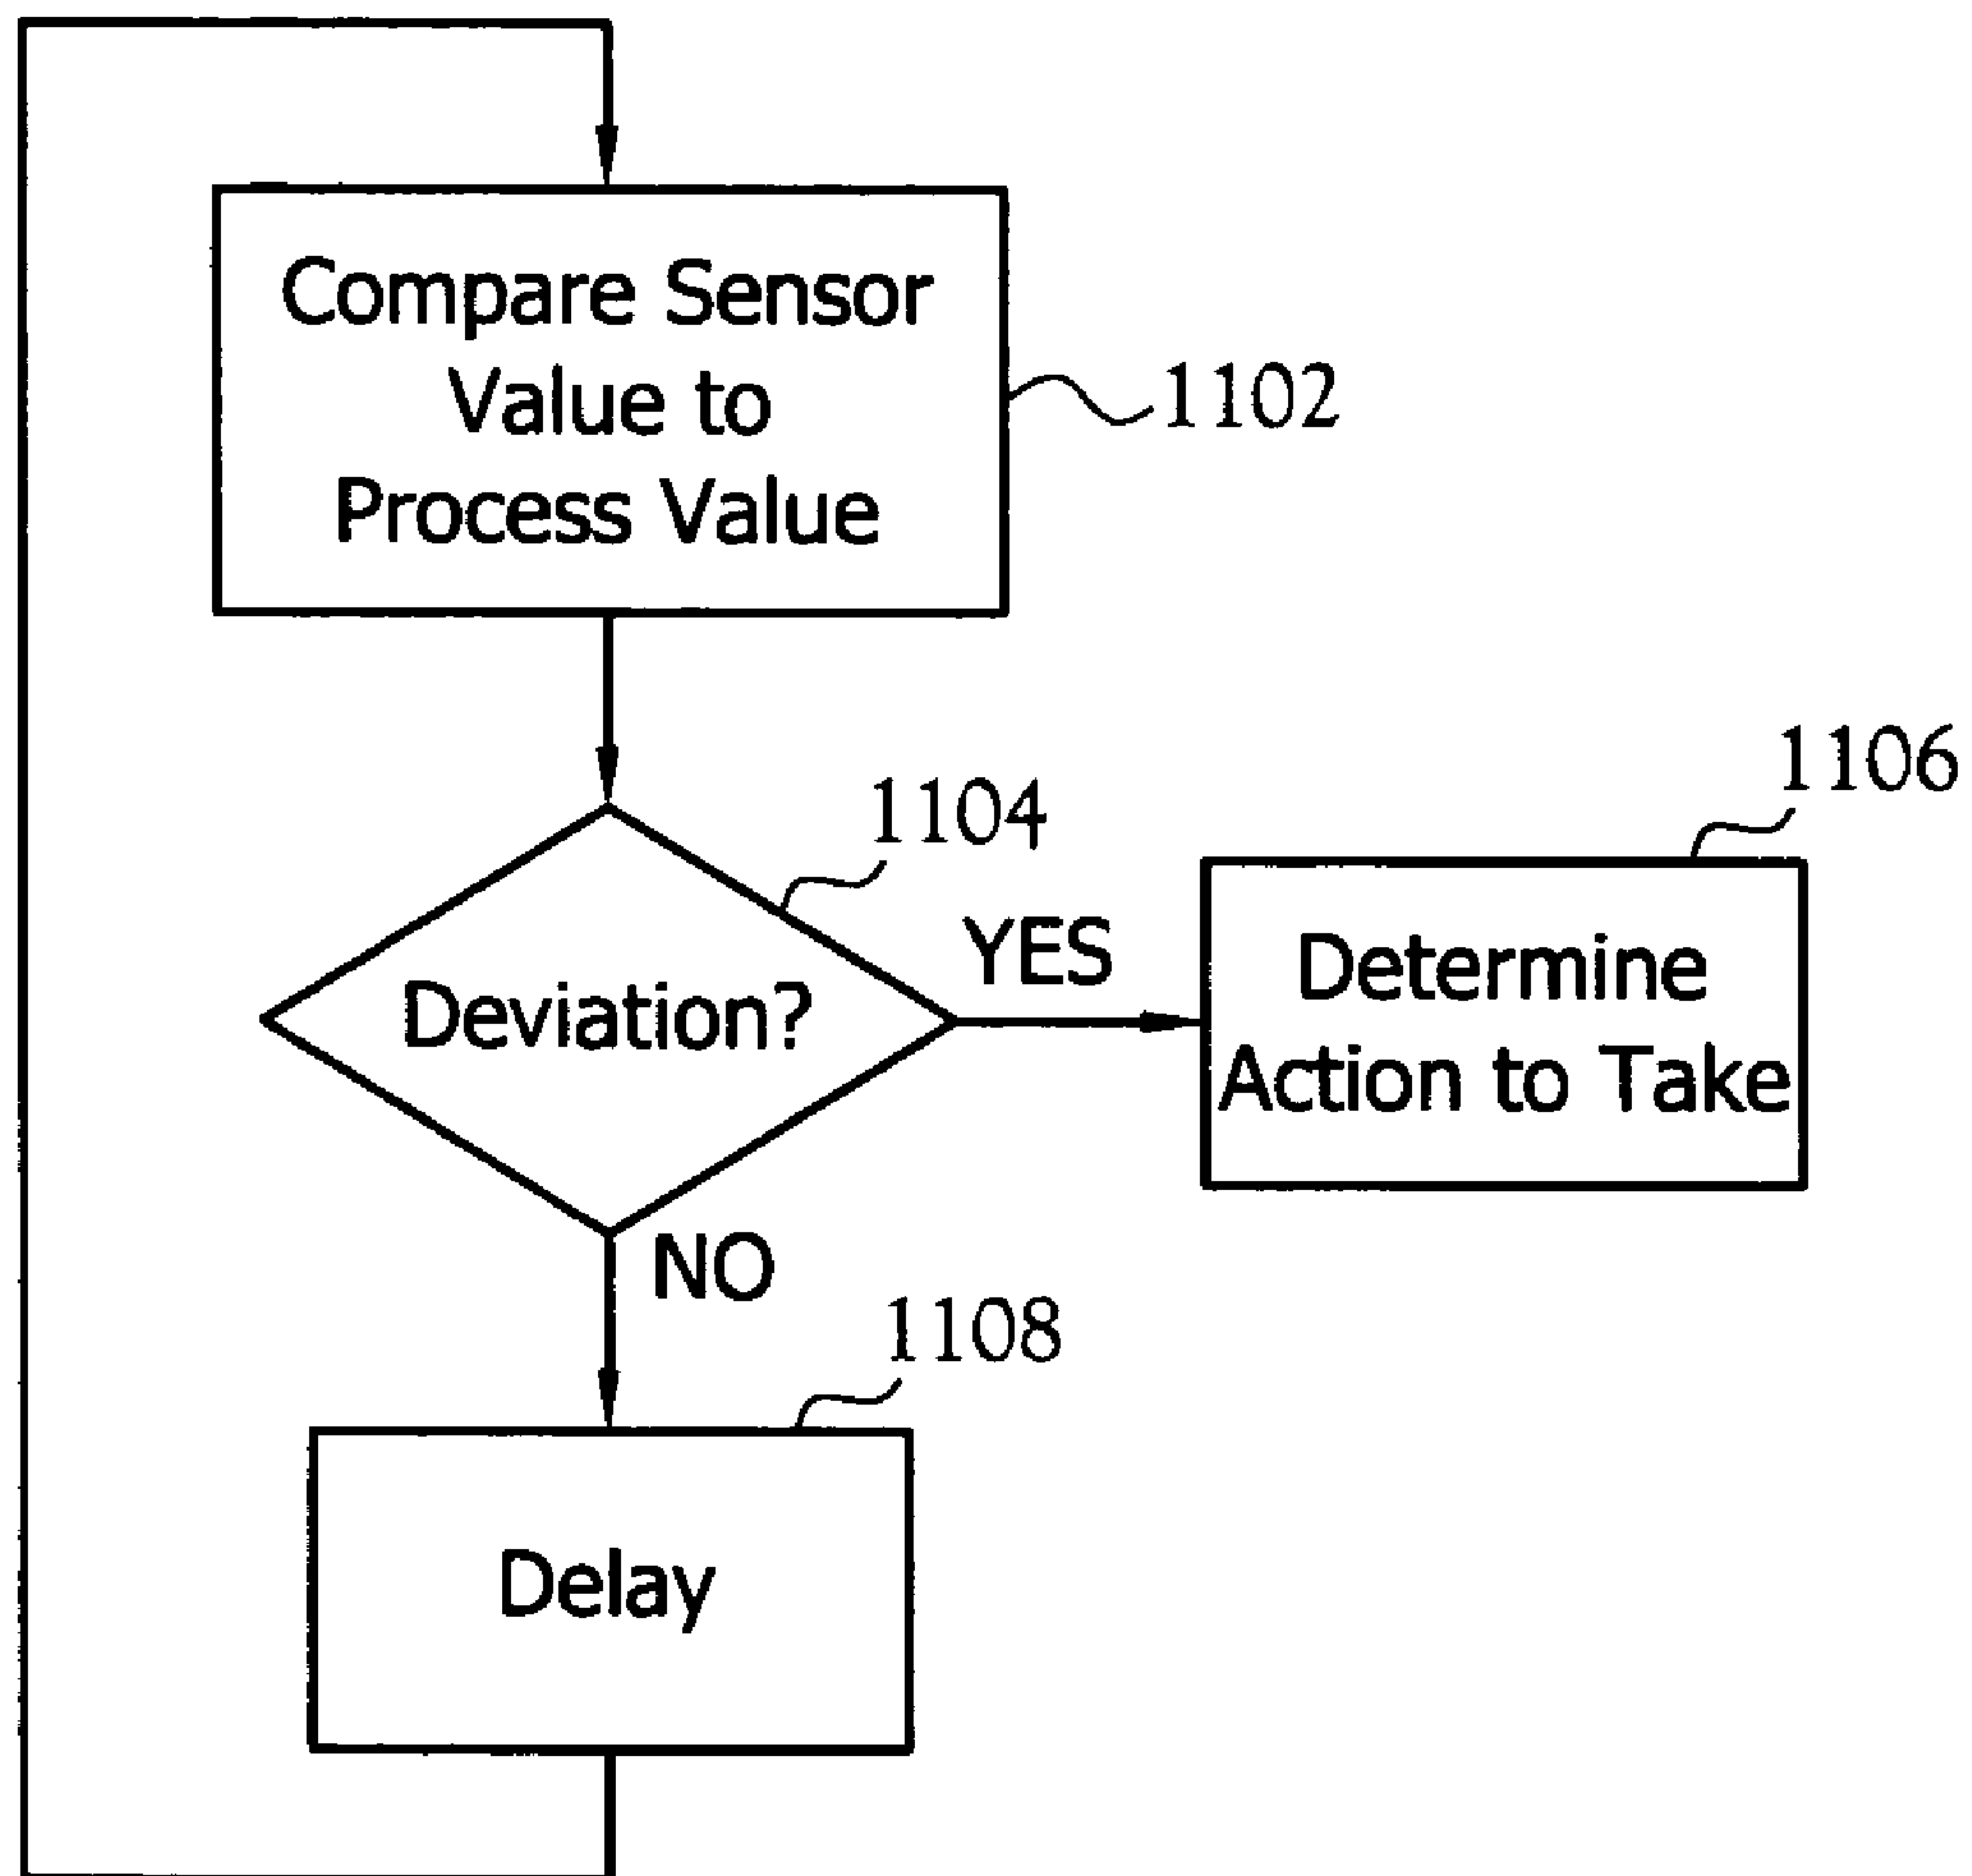 Compare Sensor
Value to
Process Value
1102
1104
1106
Deviation?
YES
Determine
Action to Take
NO
1108
Delay